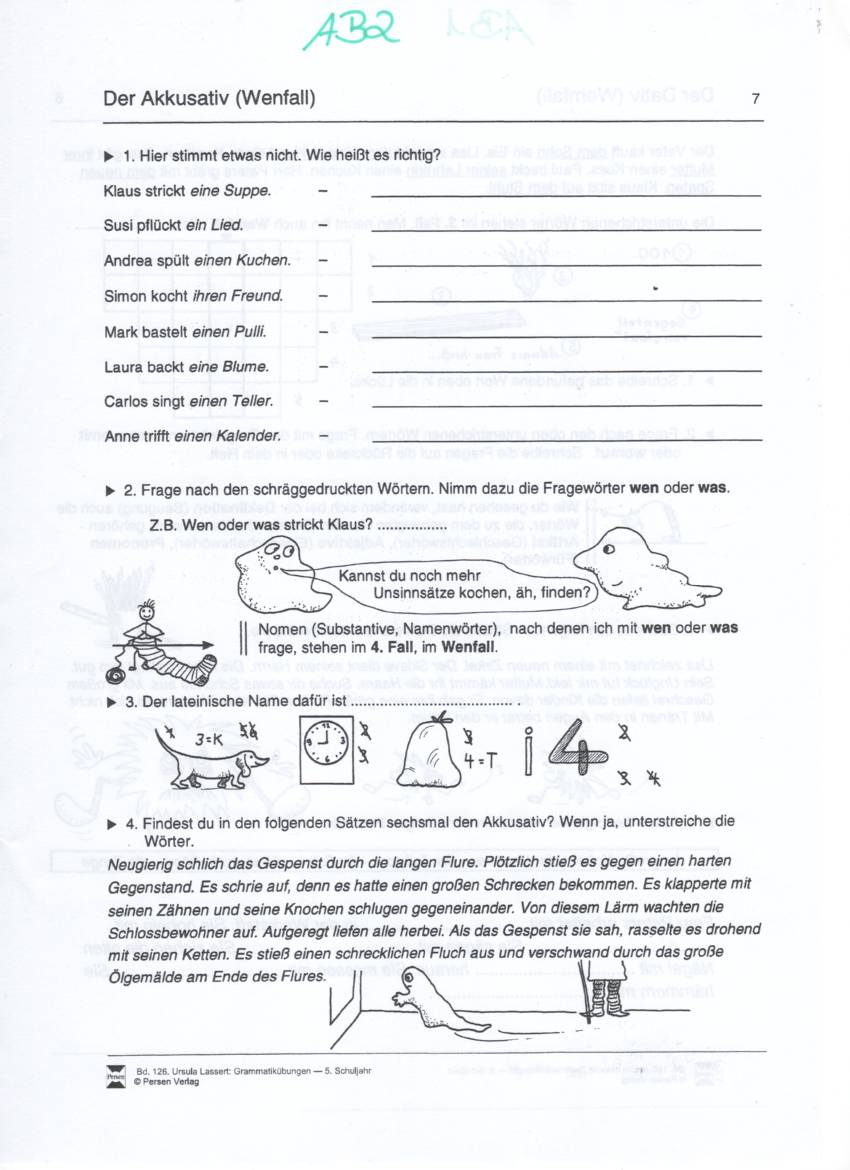 AB2
Der Akkusativ (Wenfall) 7
▶ 1. Hier stimmt etwas nicht. Wie heißt es richtig?
Klaus strickt eine Suppe. –
Susi pflückt ein Lied. –
Andrea spült einen Kuchen. –
Simon kocht ihren Freund. –
Mark bastelt einen Pulli. –
Laura backt eine Blume. –
Carlos singt einen Teller. –
Anne trifft einen Kalender. –
▶ 2. Frage nach den schräggedruckten Wörtern. Nimm dazu die Fragewörter wen oder was.
Z.B. Wen oder was strickt Klaus? ................
Kannst du noch mehr
Unsinnsätze kochen, äh, finden?
Nomen (Substantive, Namenwörter), nach denen ich mit wen oder was
frage, stehen im 4. Fall, im Wenfall.
▶ 3. Der lateinische Name dafür ist ............................ .
3=K
4=T
i 4
▶ 4. Findest du in den folgenden Sätzen sechsmal den Akkusativ? Wenn ja, unterstreiche die
Wörter.
Neugierig schlich das Gespenst durch die langen Flure. Plötzlich stieß es gegen einen harten
Gegenstand. Es schrie auf, denn es hatte einen großen Schrecken bekommen. Es klapperte mit
seinen Zähnen und seine Knochen schlugen gegeneinander. Von diesem Lärm wachten die
Schlossbewohner auf. Aufgeregt liefen alle herbei. Als das Gespenst sie sah, rasselte es drohend
mit seinen Ketten. Es stieß einen schrecklichen Fluch aus und verschwand durch das große
Ölgemälde am Ende des Flures.
Persen
Bd. 126. Ursula Lassert: Grammatikübungen — 5. Schuljahr
© Persen Verlag